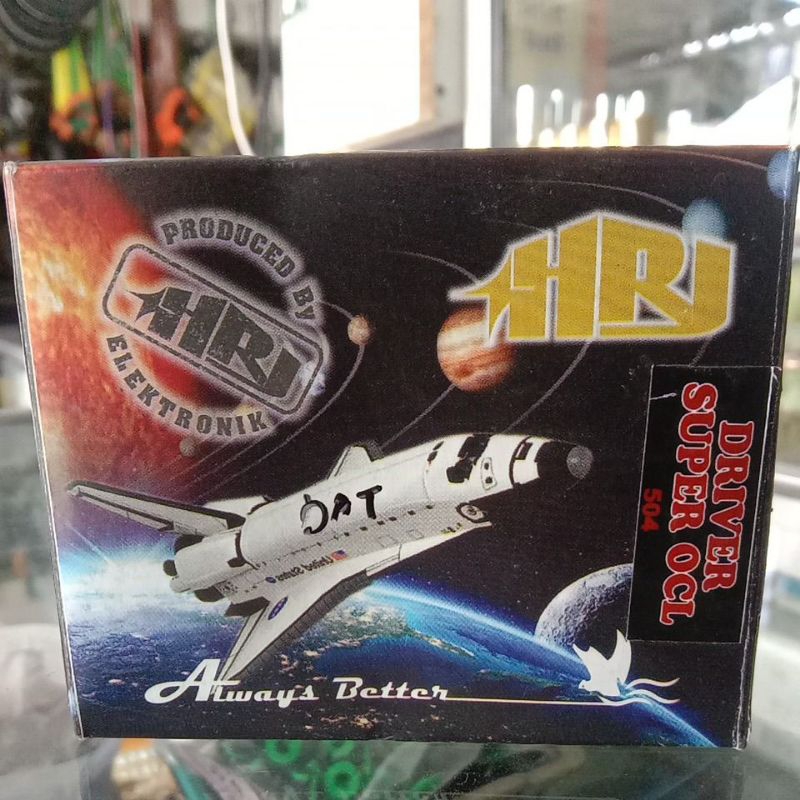 PRODUCED By
HRJ
ELEKTRONIK
HRJ
DRIVER
SUPER OCL
504
OAT
Always Better